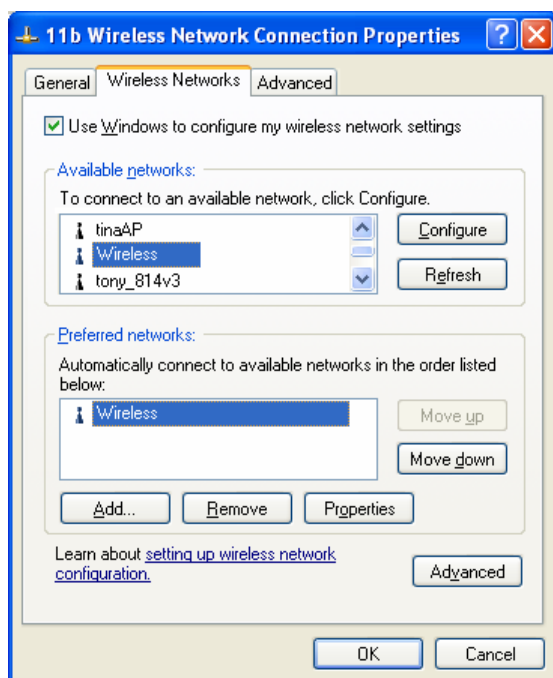 11b Wireless Network Connection Properties
General Wireless Networks Advanced
Use Windows to configure my wireless network settings
Available networks:
To connect to an available network, click Configure.
tinaAP
Wireless
tony_814v3
Configure
Refresh
Preferred networks:
Automatically connect to available networks in the order listed
below:
Wireless
Move up
Move down
Add... Remove Properties
Learn about setting up wireless network
configuration.
Advanced
OK Cancel